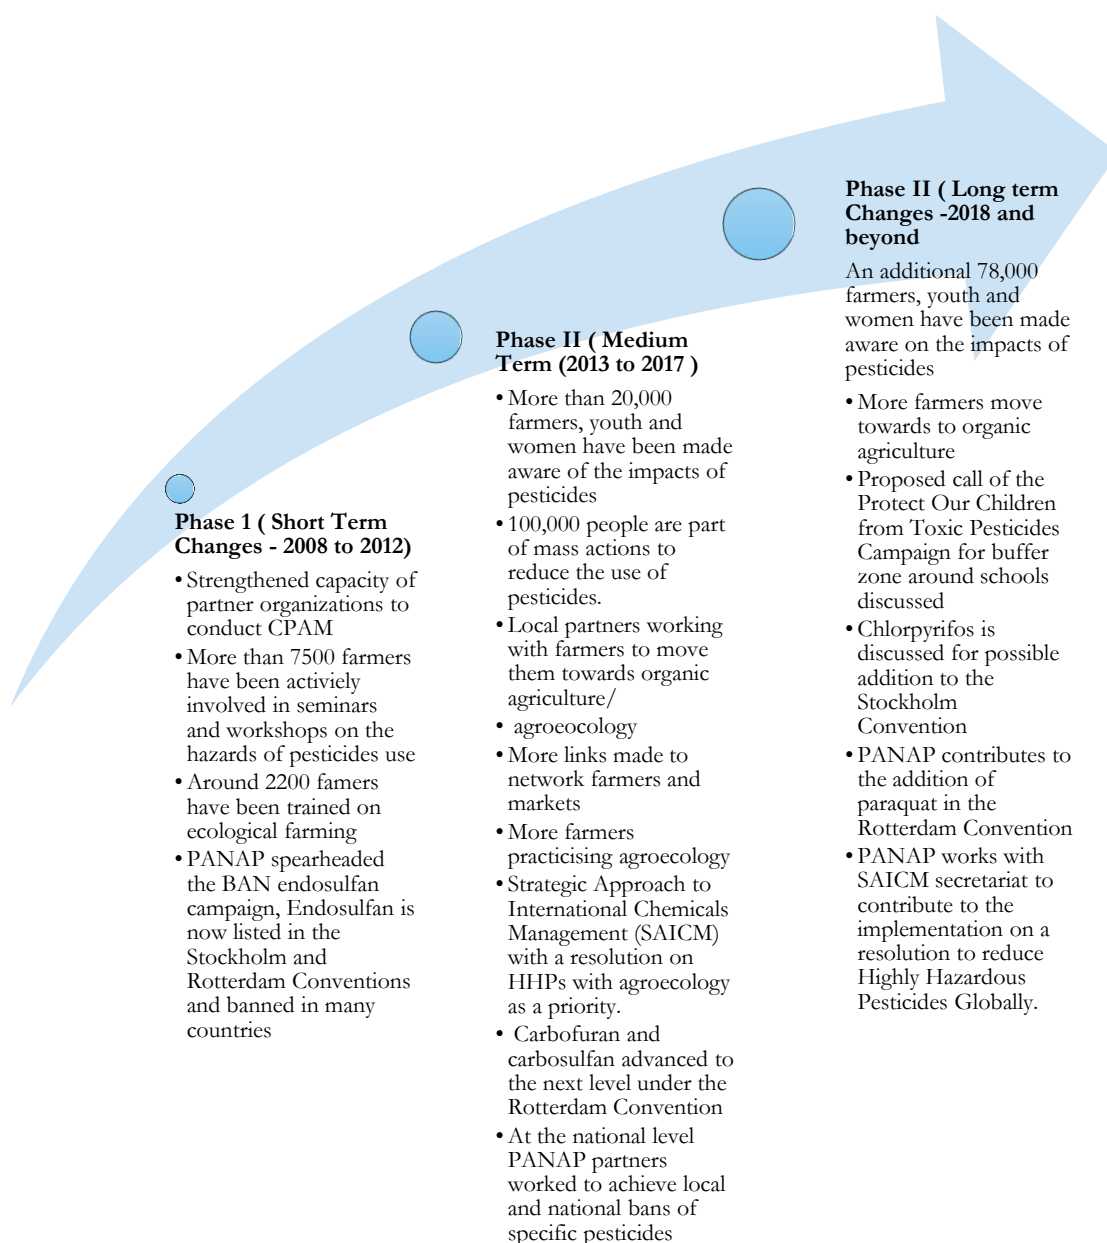 Phase 1 ( Short Term
Changes - 2008 to 2012)
• Strengthened capacity of
partner organizations to
conduct CPAM
• More than 7500 farmers
have been activiely
involved in seminars
and workshops on the
hazards of pesticides use
• Around 2200 famers
have been trained on
ecological farming
• PANAP spearheaded
the BAN endosulfan
campaign, Endosulfan is
now listed in the
Stockholm and
Rotterdam Conventions
and banned in many
countries
Phase II ( Medium
Term (2013 to 2017 )
• More than 20,000
farmers, youth and
women have been made
aware of the impacts of
pesticides
• 100,000 people are part
of mass actions to
reduce the use of
pesticides.
• Local partners working
with farmers to move
them towards organic
agriculture/
• agroeocology
• More links made to
network farmers and
markets
• More farmers
practicising agroecology
• Strategic Approach to
International Chemicals
Management (SAICM)
with a resolution on
HHPs with agroecology
as a priority.
• Carbofuran and
carbosulfan advanced to
the next level under the
Rotterdam Convention
• At the national level
PANAP partners
worked to achieve local
and national bans of
specific pesticides
Phase II ( Long term
Changes -2018 and
beyond
An additional 78,000
farmers, youth and
women have been made
aware on the impacts of
pesticides
• More farmers move
towards to organic
agriculture
• Proposed call of the
Protect Our Children
from Toxic Pesticides
Campaign for buffer
zone around schools
discussed
• Chlorpyrifos is
discussed for possible
addition to the
Stockholm
Convention
• PANAP contributes to
the addition of
paraquat in the
Rotterdam Convention
• PANAP works with
SAICM secretariat to
contribute to the
implementation on a
resolution to reduce
Highly Hazardous
Pesticides Globally.